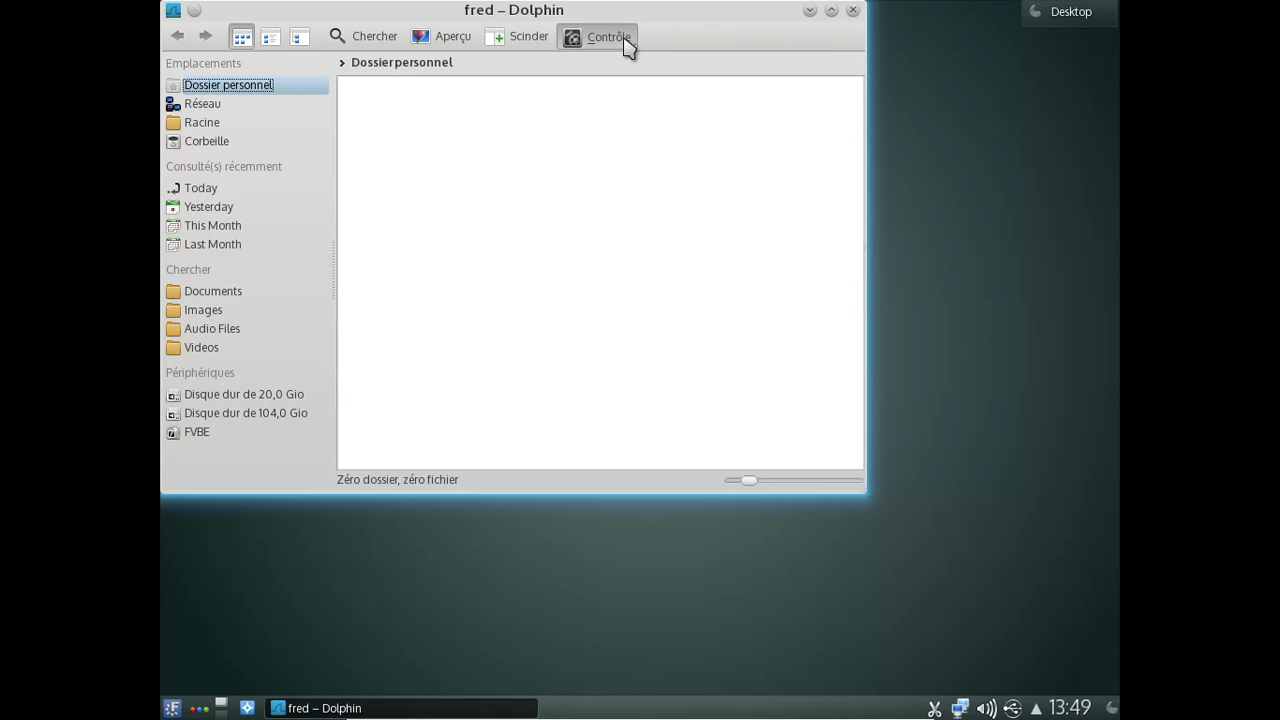 fred – Dolphin
Desktop
Chercher
Aperçu
Scinder
Contrôle
Emplacements
Dossier personnel
Dossier personnel
Réseau
Racine
Corbeille
Consulté(s) récemment
Today
Yesterday
This Month
Last Month
Chercher
Documents
Images
Audio Files
Videos
Périphériques
Disque dur de 20,0 Gio
Disque dur de 104,0 Gio
FVBE
Zéro dossier, zéro fichier
fred – Dolphin
13:49